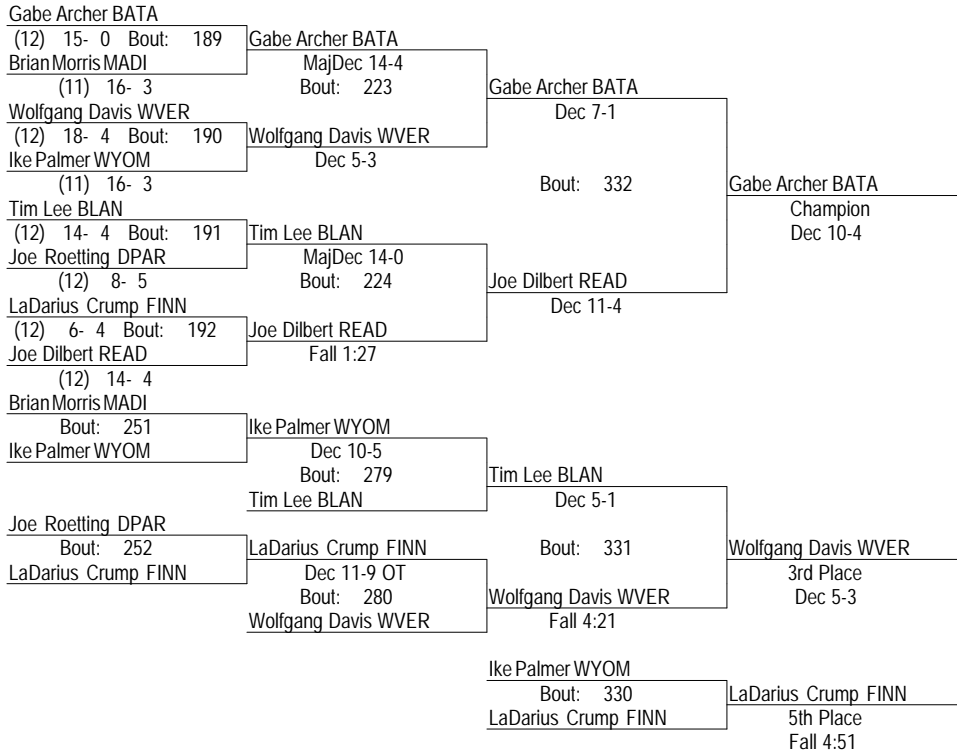 Gabe Archer BATA
(12) 15- 0 Bout: 189 Gabe Archer BATA
Brian Morris MADI MajDec 14-4
(11) 16- 3 Bout: 223 Gabe Archer BATA
Wolfgang Davis WVER Dec 7-1
(12) 18- 4 Bout: 190 Wolfgang Davis WVER
Ike Palmer WYOM Dec 5-3
(11) 16- 3 Bout: 332 Gabe Archer BATA
Tim Lee BLAN Champion
(12) 14- 4 Bout: 191 Tim Lee BLAN Dec 10-4
Joe Roetting DPAR MajDec 14-0
(12) 8- 5 Bout: 224 Joe Dilbert READ
LaDarius Crump FINN Dec 11-4
(12) 6- 4 Bout: 192 Joe Dilbert READ
Joe Dilbert READ Fall 1:27
(12) 14- 4
Brian Morris MADI
Bout: 251 Ike Palmer WYOM
Ike Palmer WYOM Dec 10-5
Bout: 279 Tim Lee BLAN
Tim Lee BLAN Dec 5-1
Joe Roetting DPAR
Bout: 252 LaDarius Crump FINN Bout: 331 Wolfgang Davis WVER
LaDarius Crump FINN Dec 11-9 OT 3rd Place
Bout: 280 Wolfgang Davis WVER Dec 5-3
Wolfgang Davis WVER Fall 4:21
Ike Palmer WYOM
Bout: 330 LaDarius Crump FINN
LaDarius Crump FINN 5th Place
Fall 4:51